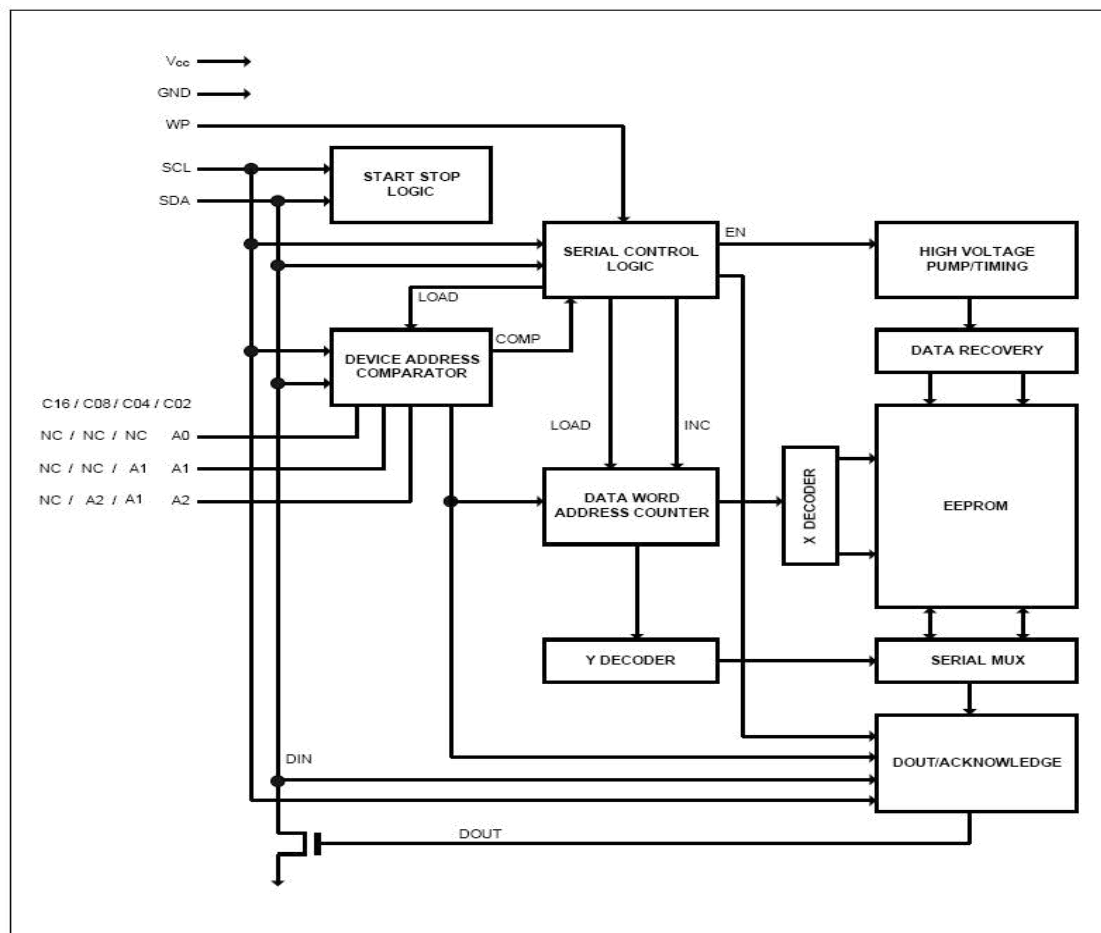 Vcc
GND
WP
SCL
SDA
START STOP
LOGIC
SERIAL CONTROL
LOGIC
EN
HIGH VOLTAGE
PUMP/TIMING
LOAD
COMP
DEVICE ADDRESS
COMPARATOR
DATA RECOVERY
C16 / C08 / C04 / C02
NC / NC / NC A0
NC / NC / A1 A1
NC / A2 / A1 A2
LOAD
INC
DATA WORD
ADDRESS COUNTER
X DECODER
EEPROM
Y DECODER
SERIAL MUX
DIN
DOUT/ACKNOWLEDGE
DOUT